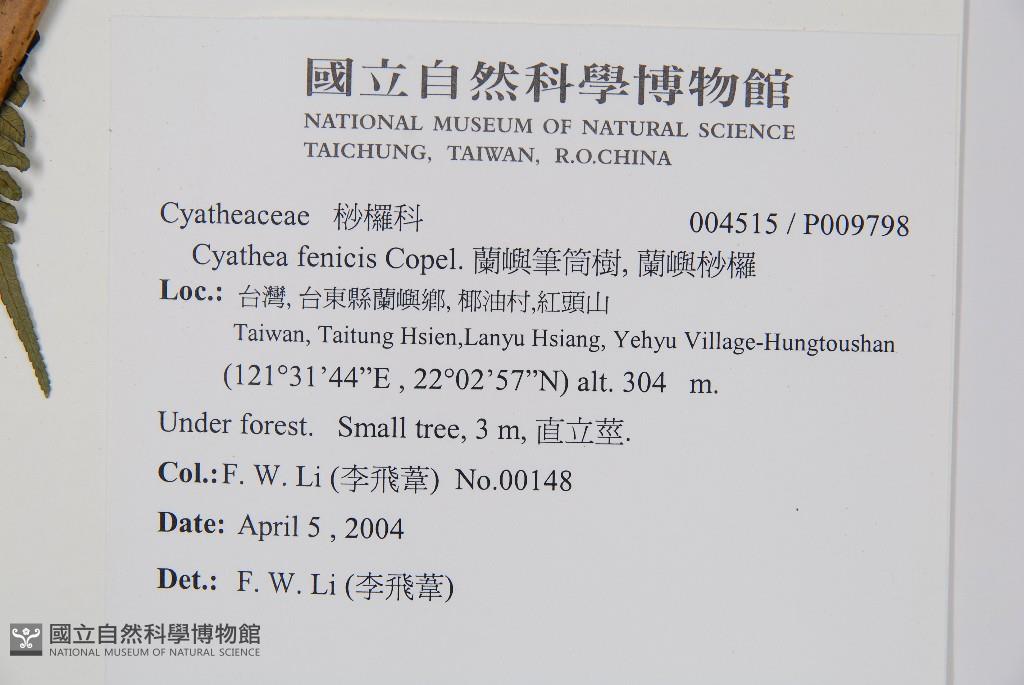 國立自然科學博物館
NATIONAL MUSEUM OF NATURAL SCIENCE
TAICHUNG, TAIWAN, R.O.CHINA
Cyatheaceae 桫欏科 004515 / P009798
Cyathea fenicis Copel. 蘭嶼筆筒樹, 蘭嶼桫欏
Loc.: 台灣, 台東縣蘭嶼鄉, 椰油村,紅頭山
Taiwan, Taitung Hsien,Lanyu Hsiang, Yehyu Village-Hungtoushan
(121°31’44”E , 22°02’57”N) alt. 304 m.
Under forest. Small tree, 3 m, 直立莖.
Col.:F. W. Li (李飛葦) No.00148
Date: April 5 , 2004
Det.: F. W. Li (李飛葦)
國立自然科學博物館
NATIONAL MUSEUM OF NATURAL SCIENCE